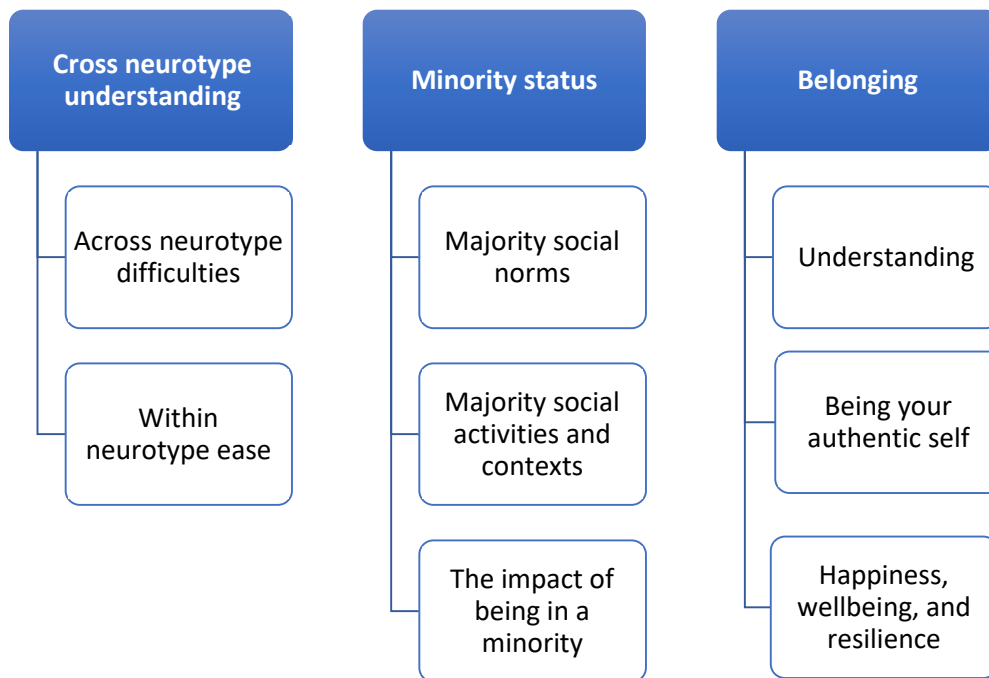 Cross neurotype
understanding
Across neurotype
difficulties
Within
neurotype ease
Minority status
Majority social
norms
Majority social
activities and
contexts
The impact of
being in a
minority
Belonging
Understanding
Being your
authentic self
Happiness,
wellbeing, and
resilience